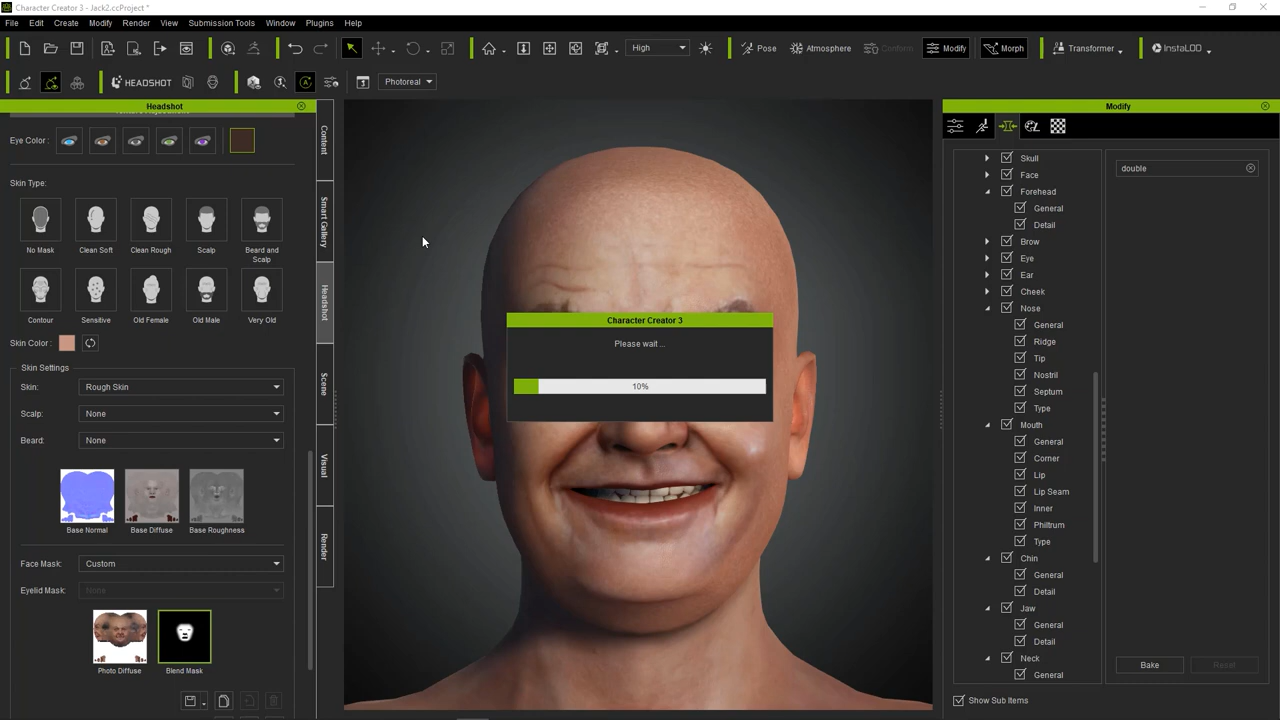 Character Creator 3 - Jack2.ccProject *
File Edit Create Modify Render View Submission Tools Window Plugins Help
High Pose Atmosphere Conform Modify Morph Transformer InstaLOD
HEADSHOT Photoreal
Headshot
Eye Color :
Skin Type:
No Mask Clean Soft Clean Rough Scalp Beard and
Scalp
Contour Sensitive Old Female Old Male Very Old
Skin Color :
Skin Settings
Skin: Rough Skin
Scalp: None
Beard: None
Base Normal Base Diffuse Base Roughness
Face Mask: Custom
Eyelid Mask: None
Photo Diffuse Blend Mask
Content
Smart Gallery
Headshot
Scene
Visual
Render
Character Creator 3
Please wait ...
10%
Modify
Skull
Face
Forehead
General
Detail
Brow
Eye
Ear
Cheek
Nose
General
Ridge
Tip
Nostril
Septum
Type
Mouth
General
Corner
Lip
Lip Seam
Inner
Philtrum
Type
Chin
General
Detail
Jaw
General
Detail
Neck
General
Show Sub Items
double
Bake Reset